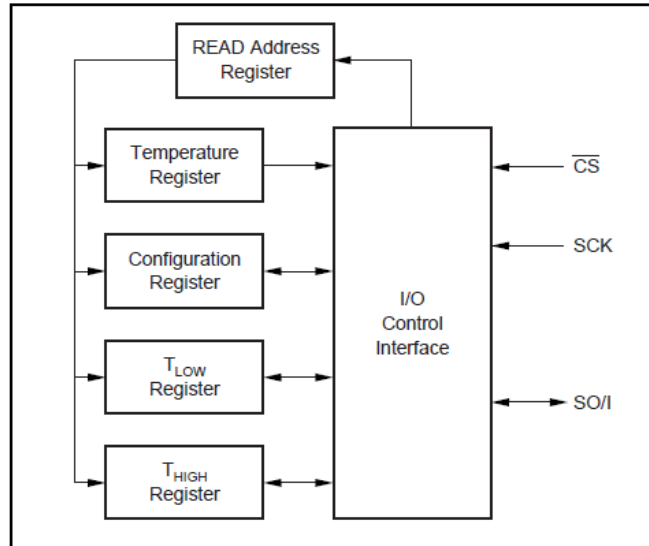 READ Address
Register
Temperature
Register
CS
Configuration
Register
SCK
I/O
Control
Interface
TLOW
Register
SO/I
THIGH
Register